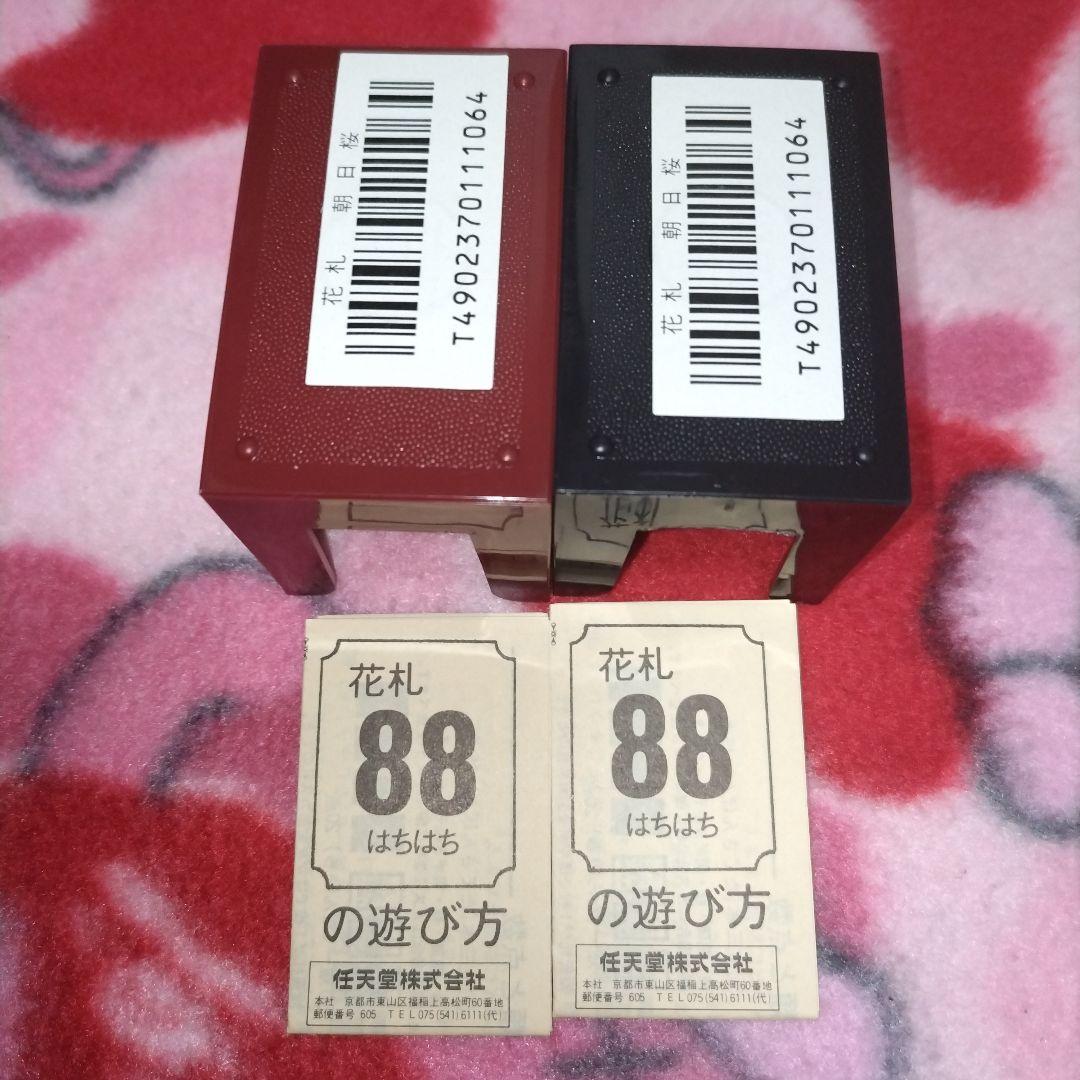 花札 朝日桜
T4902370111064
花札 朝日桜
T4902370111064
花札
88
はちはち
の遊び方
任天堂株式会社
本社 京都市東山区福稲上高松町60番地
郵便番号 605 TEL075(541)6111(代)
花札
88
はちはち
の遊び方
任天堂株式会社
本社 京都市東山区福稲上高松町60番地
郵便番号 605 TEL075(541)6111(代)